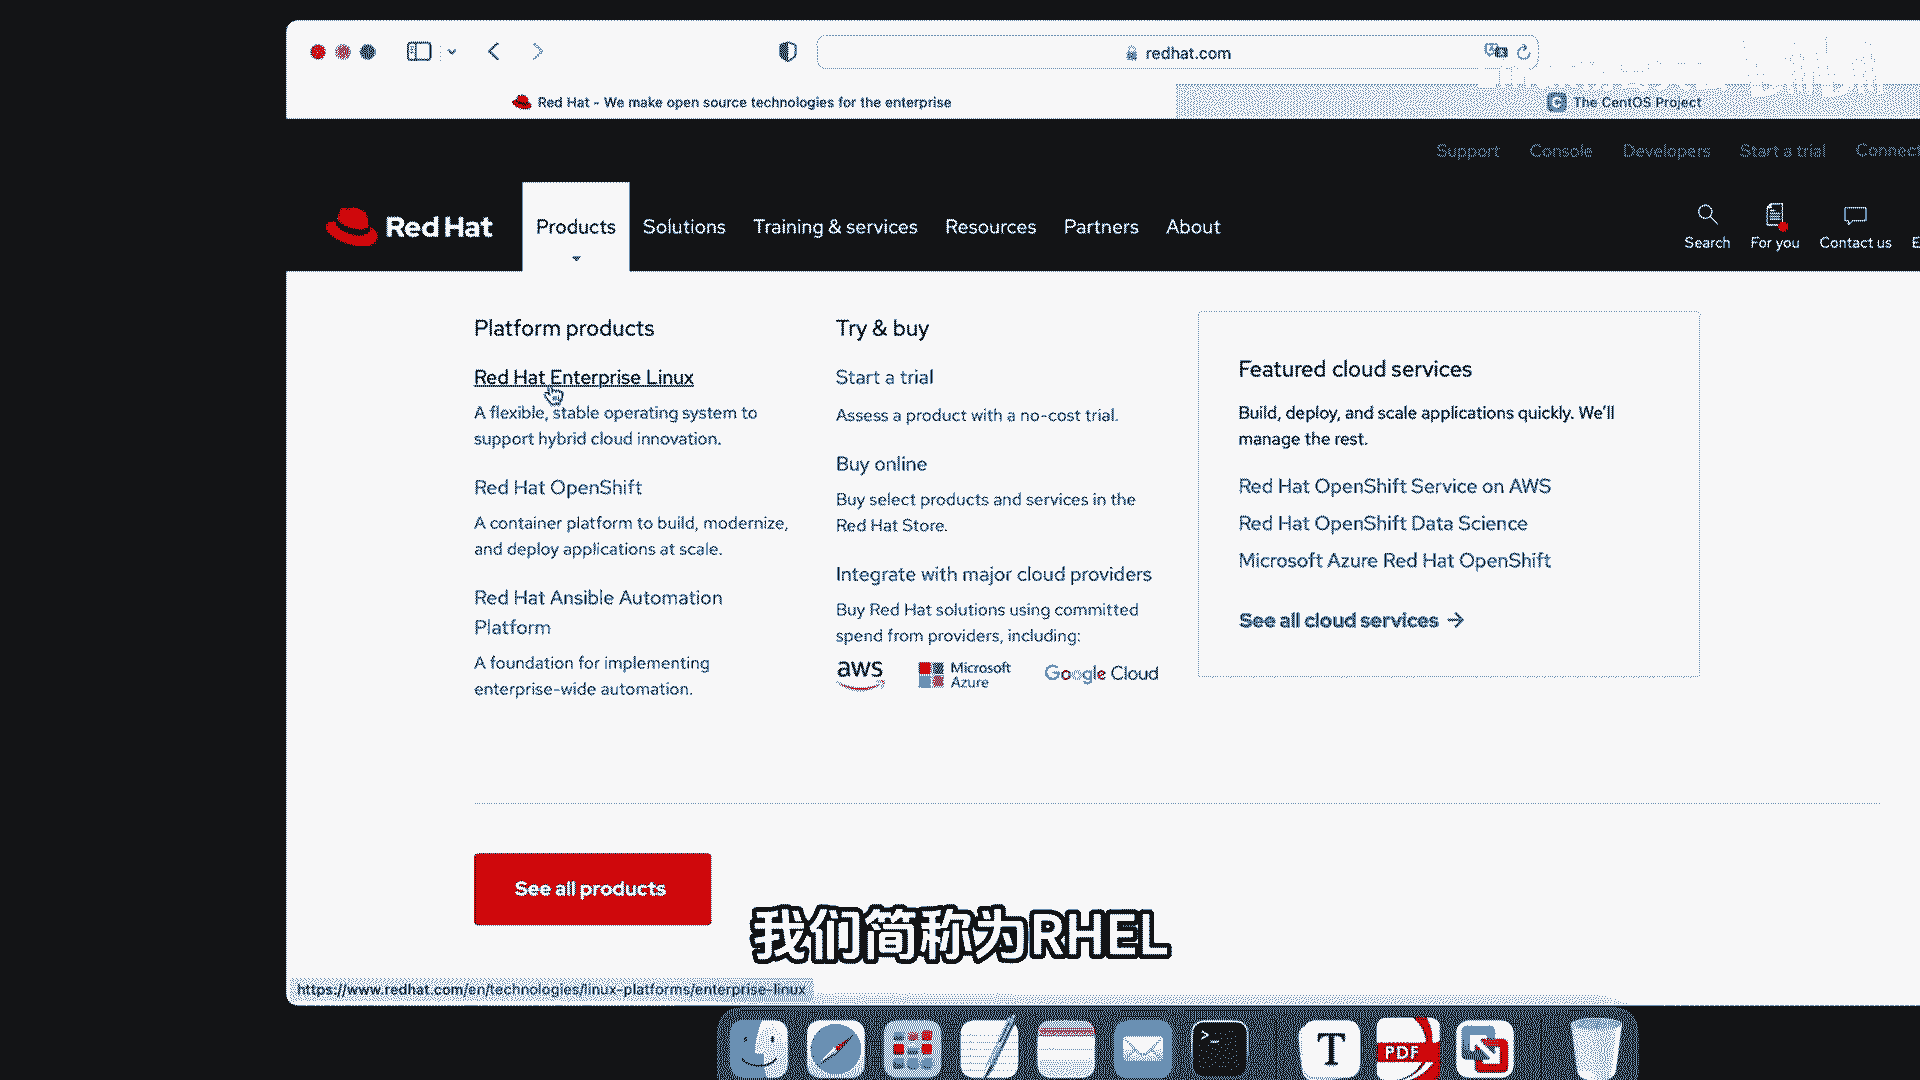 redhat.com
Red Hat - We make open source technologies for the enterprise
The CentOS Project
Support Console Developers Start a trial Connect
Red Hat
Products Solutions Training & services Resources Partners About
Search For you Contact us
Platform products
Red Hat Enterprise Linux
A flexible, stable operating system to
support hybrid cloud innovation.
Red Hat OpenShift
A container platform to build, modernize,
and deploy applications at scale.
Red Hat Ansible Automation
Platform
A foundation for implementing
enterprise-wide automation.
Try & buy
Start a trial
Assess a product with a no-cost trial.
Buy online
Buy select products and services in the
Red Hat Store.
Integrate with major cloud providers
Buy Red Hat solutions using committed
spend from providers, including:
aws
Microsoft
Azure
Google Cloud
Featured cloud services
Build, deploy, and scale applications quickly. We'll
manage the rest.
Red Hat OpenShift Service on AWS
Red Hat OpenShift Data Science
Microsoft Azure Red Hat OpenShift
See all cloud services →
See all products
我们简称为RHEL
https://www.redhat.com/en/technologies/linux-platforms/enterprise-linux
T
PDF